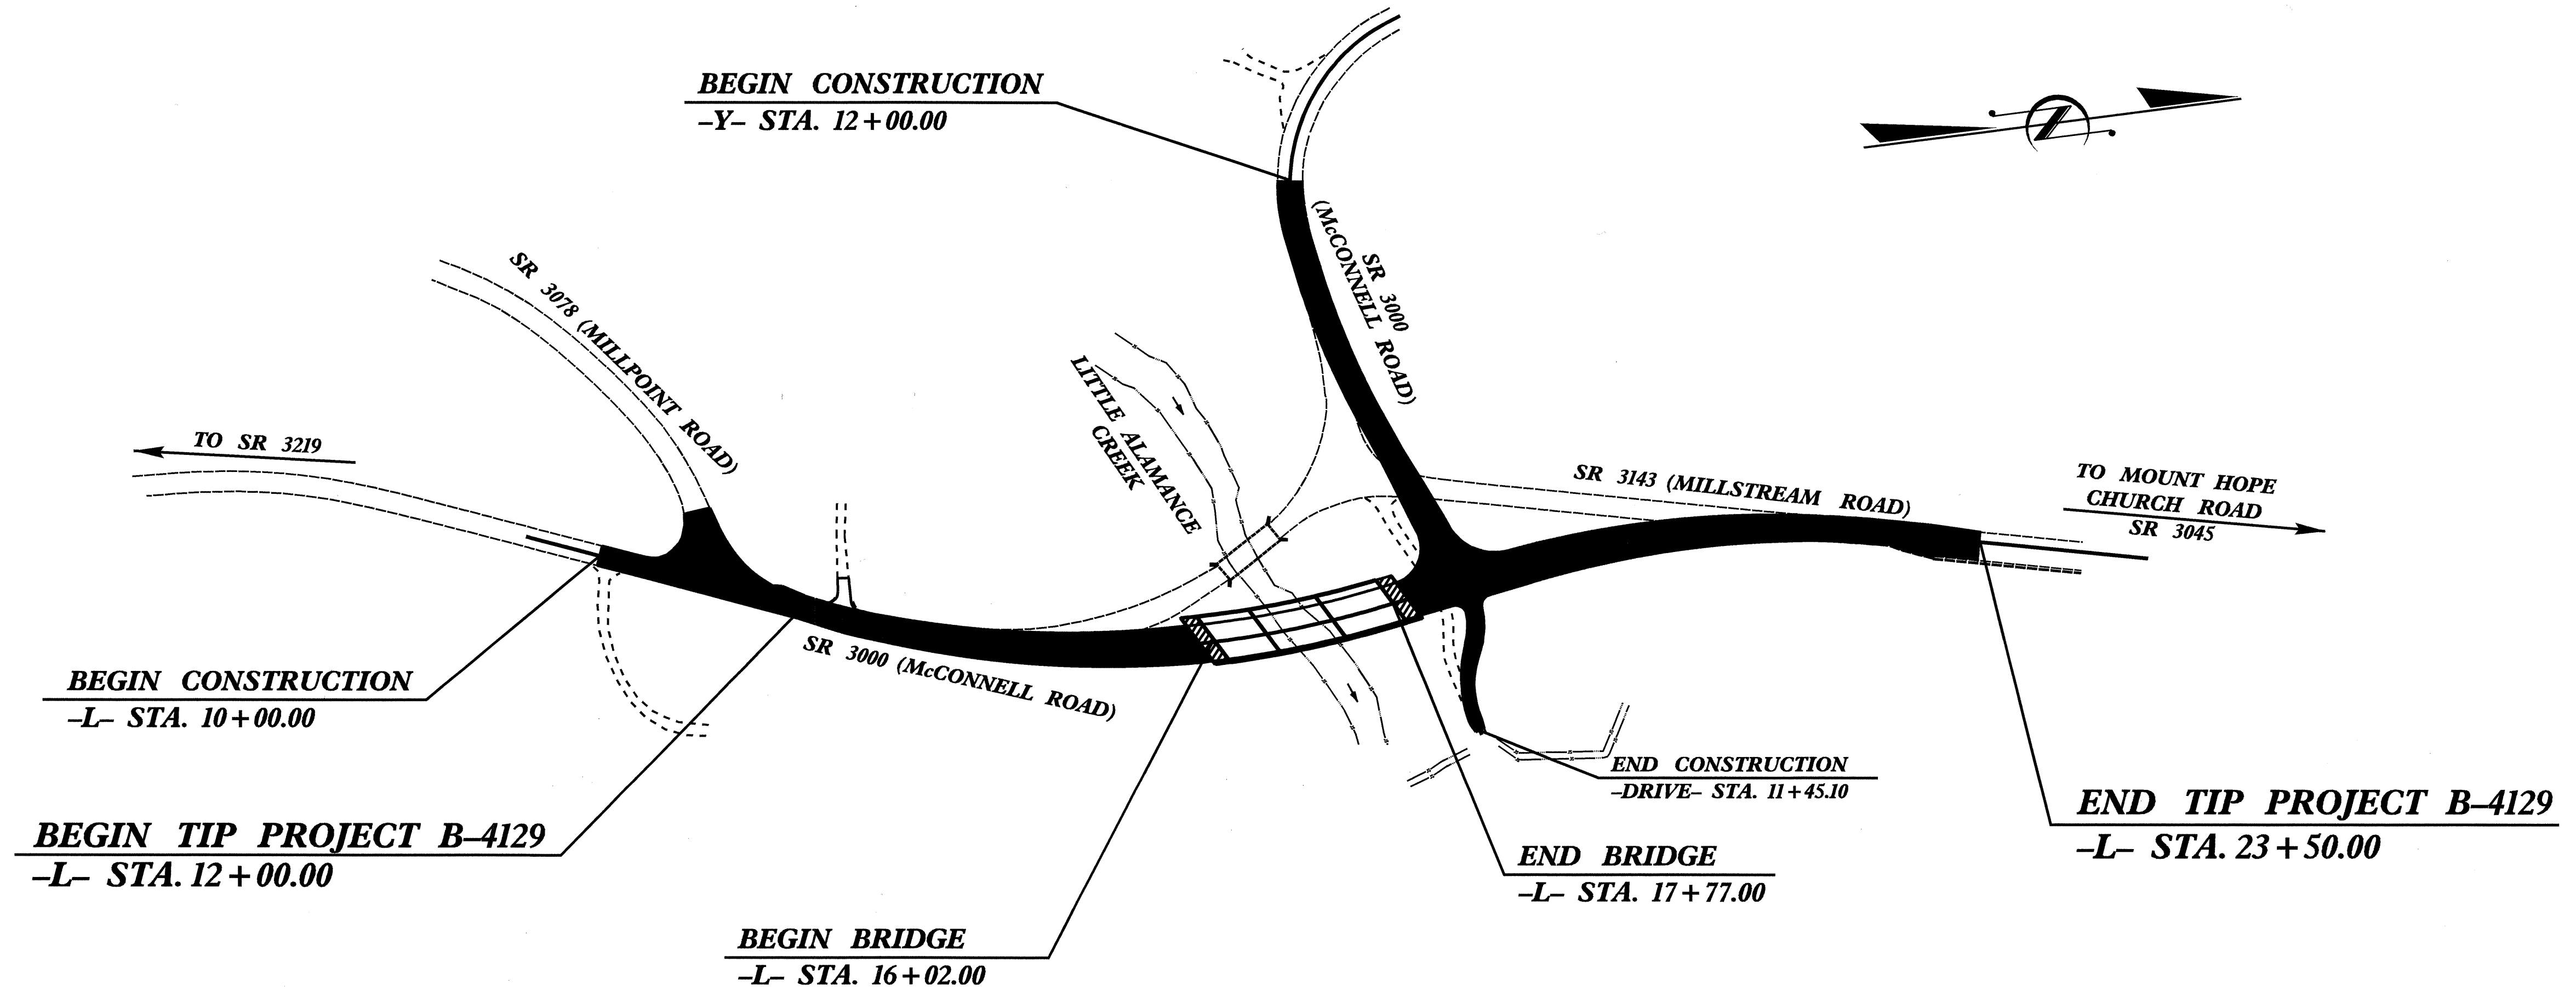 BEGIN CONSTRUCTION
–Y– STA. 12+00.00
Z
SR 3000
(McCONNELL ROAD)
SR 3078 (MILLPOINT ROAD)
LITTLE ALAMANCE
CREEK
TO SR 3219
SR 3143 (MILLSTREAM ROAD)
TO MOUNT HOPE
CHURCH ROAD
SR 3045
SR 3000 (McCONNELL ROAD)
BEGIN CONSTRUCTION
–L– STA. 10+00.00
END CONSTRUCTION
–DRIVE– STA. 11+45.10
BEGIN TIP PROJECT B–4129
–L– STA. 12+00.00
END TIP PROJECT B–4129
–L– STA. 23+50.00
END BRIDGE
–L– STA. 17+77.00
BEGIN BRIDGE
–L– STA. 16+02.00